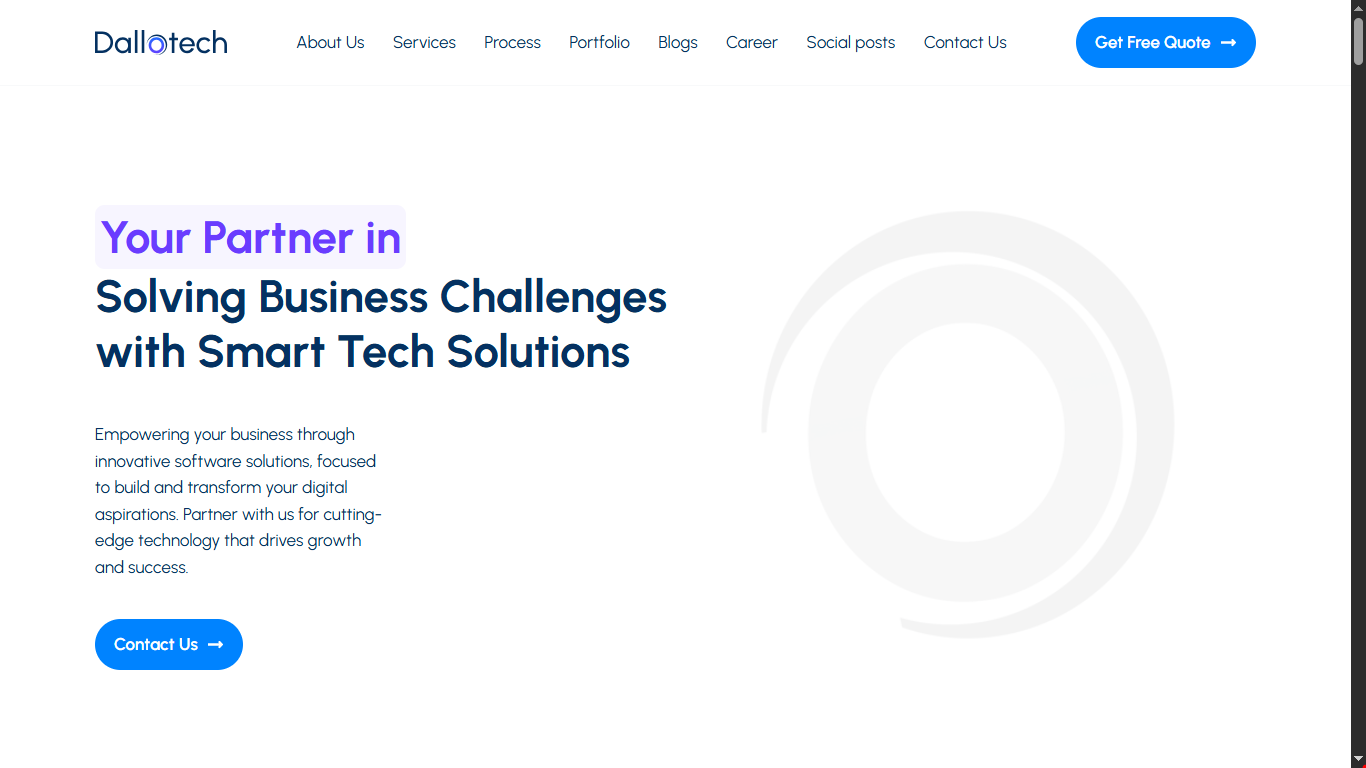 Dallotech
About Us
Services
Process
Portfolio
Blogs
Career
Social posts
Contact Us
Get Free Quote
Your Partner in
Solving Business Challenges
with Smart Tech Solutions
Empowering your business through
innovative software solutions, focused
to build and transform your digital
aspirations. Partner with us for cutting-
edge technology that drives growth
and success.
Contact Us